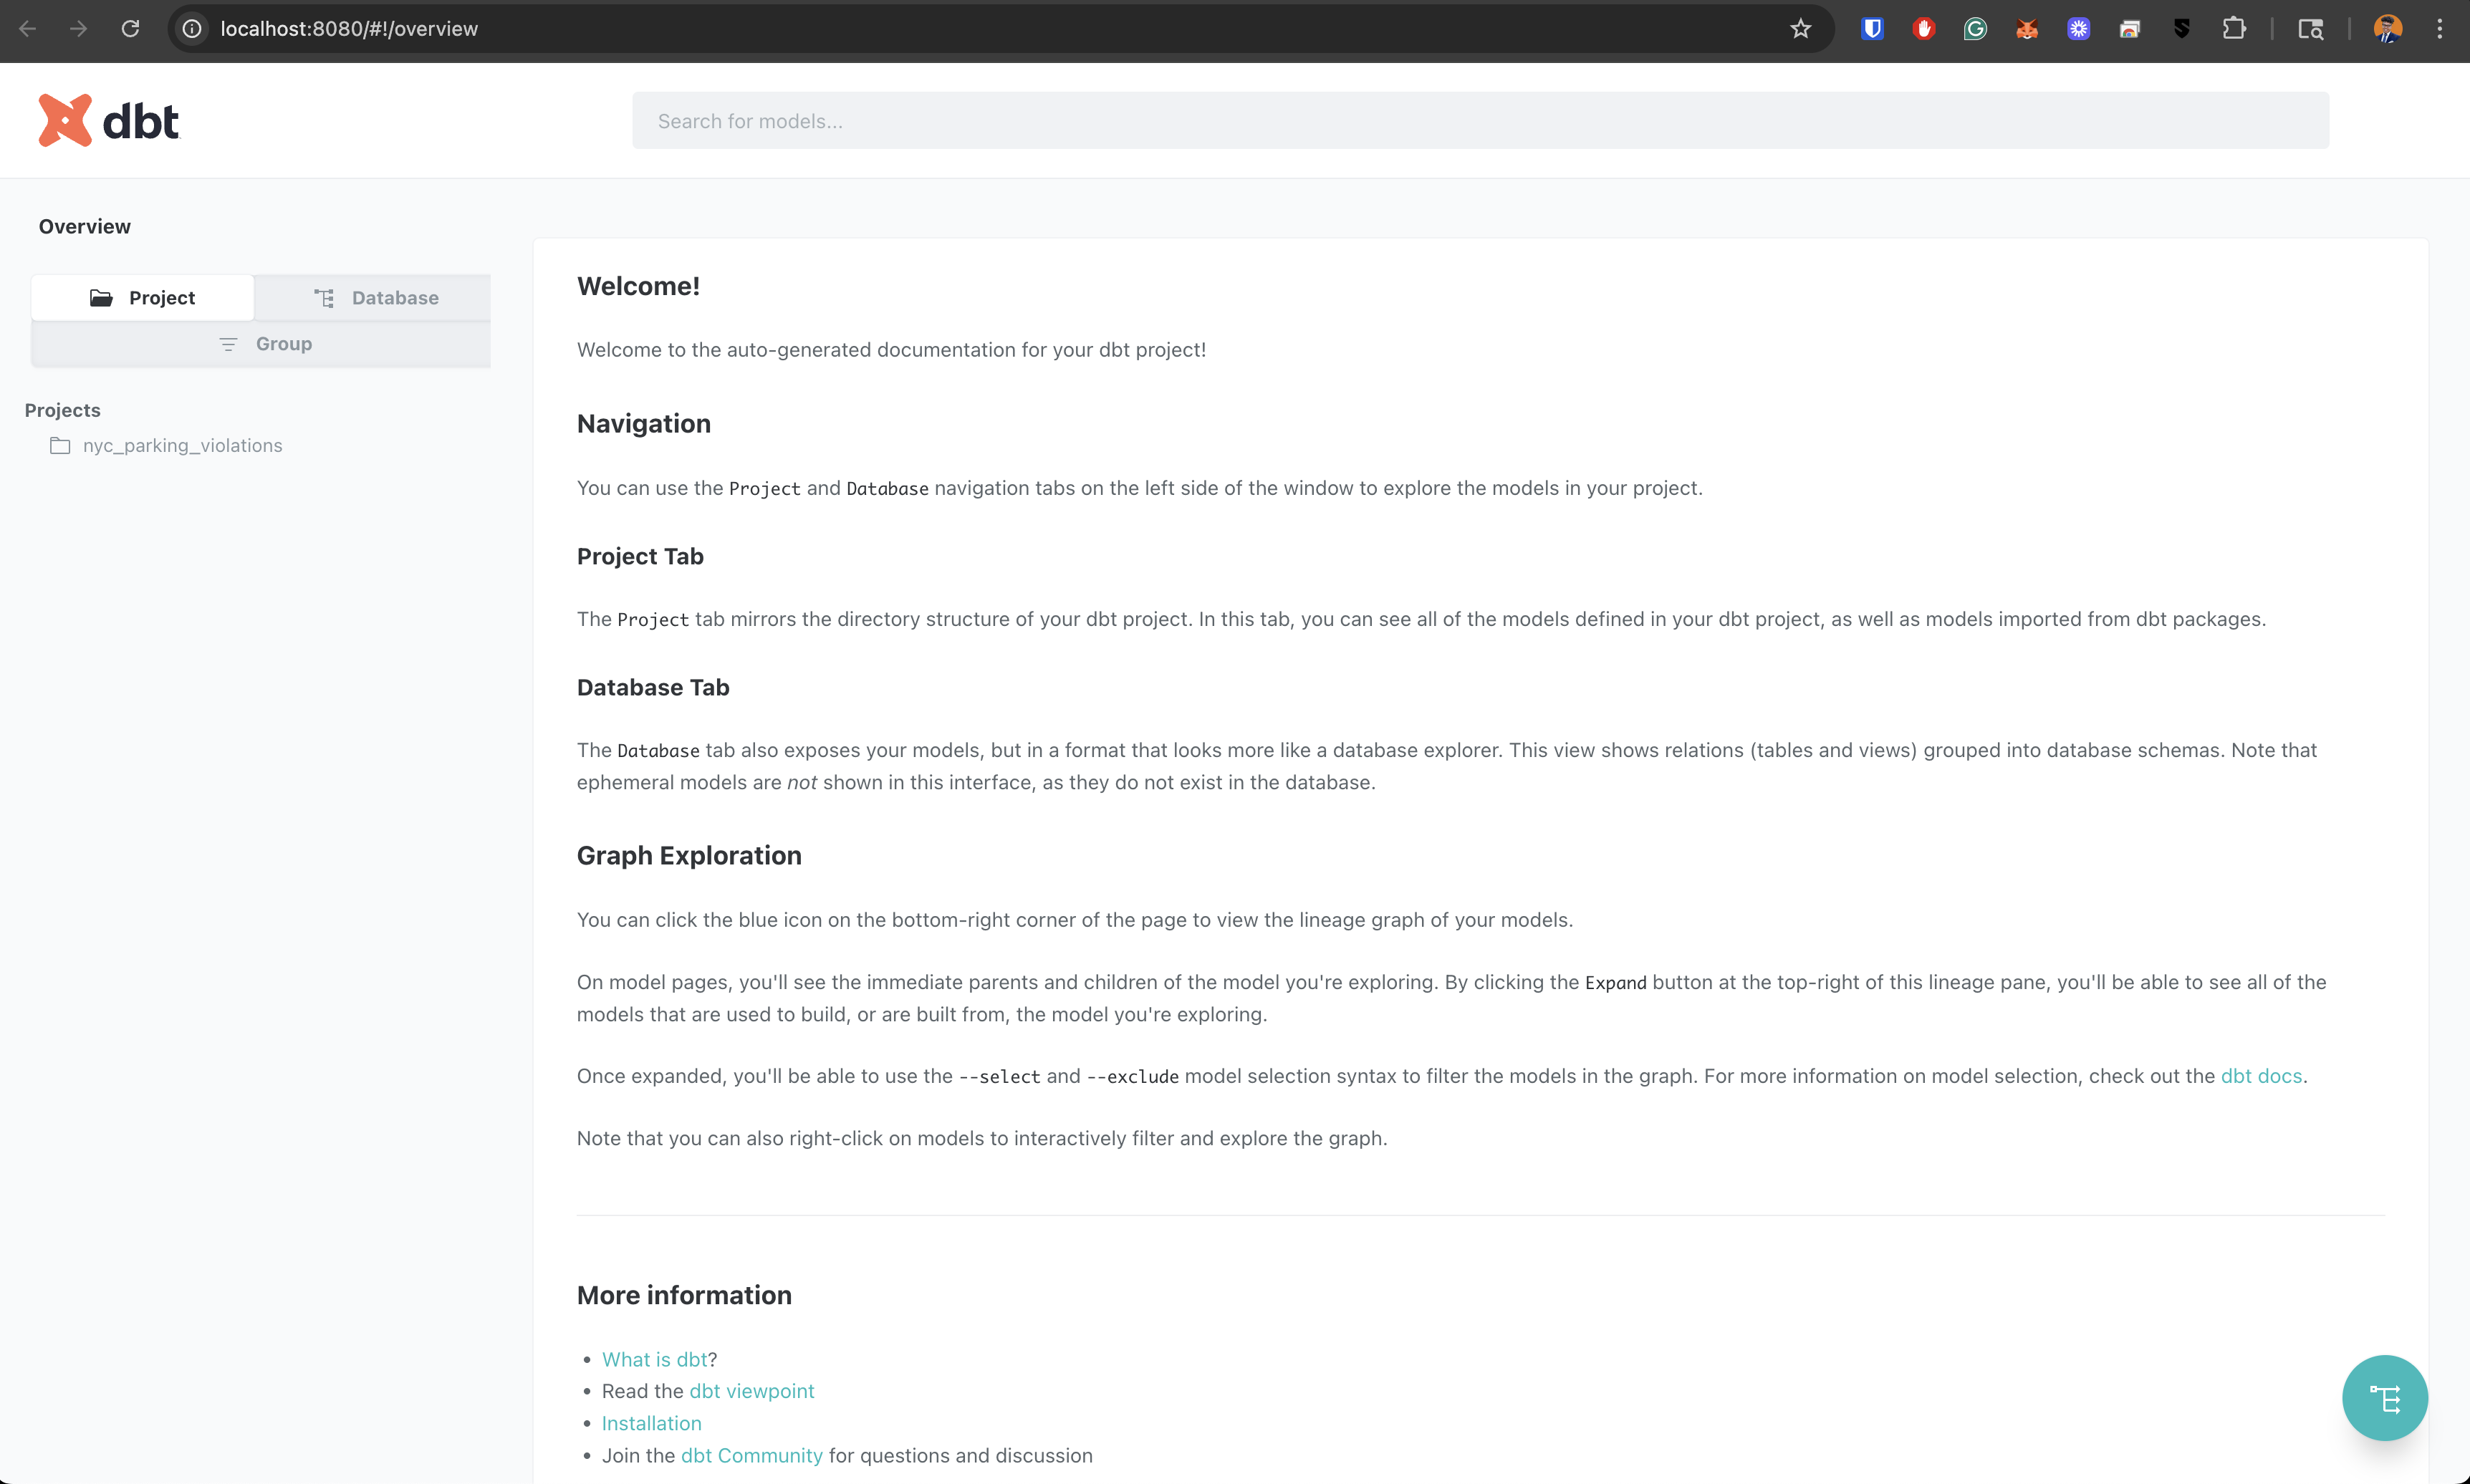 localhost:8080/#!/overview
dbt
Search for models...
Overview
Project
Database
Group
Projects
nyc_parking_violations
Welcome!
Welcome to the auto-generated documentation for your dbt project!
Navigation
You can use the Project and Database navigation tabs on the left side of the window to explore the models in your project.
Project Tab
The Project tab mirrors the directory structure of your dbt project. In this tab, you can see all of the models defined in your dbt project, as well as models imported from dbt packages.
Database Tab
The Database tab also exposes your models, but in a format that looks more like a database explorer. This view shows relations (tables and views) grouped into database schemas. Note that
ephemeral models are not shown in this interface, as they do not exist in the database.
Graph Exploration
You can click the blue icon on the bottom-right corner of the page to view the lineage graph of your models.
On model pages, you'll see the immediate parents and children of the model you're exploring. By clicking the Expand button at the top-right of this lineage pane, you'll be able to see all of the
models that are used to build, or are built from, the model you're exploring.
Once expanded, you'll be able to use the --select and --exclude model selection syntax to filter the models in the graph. For more information on model selection, check out the dbt docs.
Note that you can also right-click on models to interactively filter and explore the graph.
More information
• What is dbt?
• Read the dbt viewpoint
• Installation
• Join the dbt Community for questions and discussion